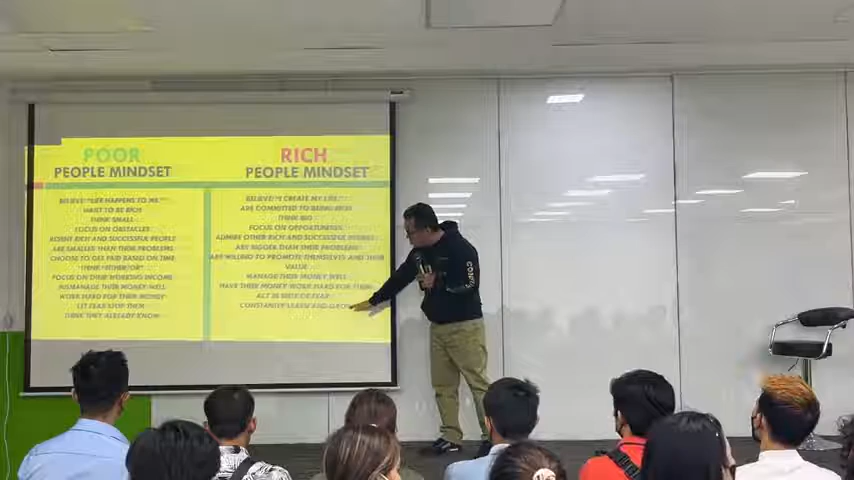 POOR
PEOPLE MINDSET
BELIEVE "LIFE HAPPENS TO ME"
WANT TO BE RICH
THINK SMALL
FOCUS ON OBSTACLES
RESENT RICH AND SUCCESSFUL PEOPLE
ARE SMALLER THAN THEIR PROBLEMS
CHOOSE TO GET PAID BASED ON TIME
THINK "EITHER/OR"
FOCUS ON THEIR WORKING INCOME
MISMANAGE THEIR MONEY WELL
WORK HARD FOR THEIR MONEY
LET FEAR STOP THEM
THINK THEY ALREADY KNOW
RICH
PEOPLE MINDSET
BELIEVE "I CREATE MY LIFE"
ARE COMMITTED TO BEING RICH
THINK BIG
FOCUS ON OPPORTUNITIES
ADMIRE OTHER RICH AND SUCCESSFUL PEOPLE
ARE BIGGER THAN THEIR PROBLEMS
ARE WILLING TO PROMOTE THEMSELVES AND THEIR
VALUE
MANAGE THEIR MONEY WELL
HAVE THEIR MONEY WORK HARD FOR THEM
ACT IN SPITE OF FEAR
CONSTANTLY LEARN AND GROW